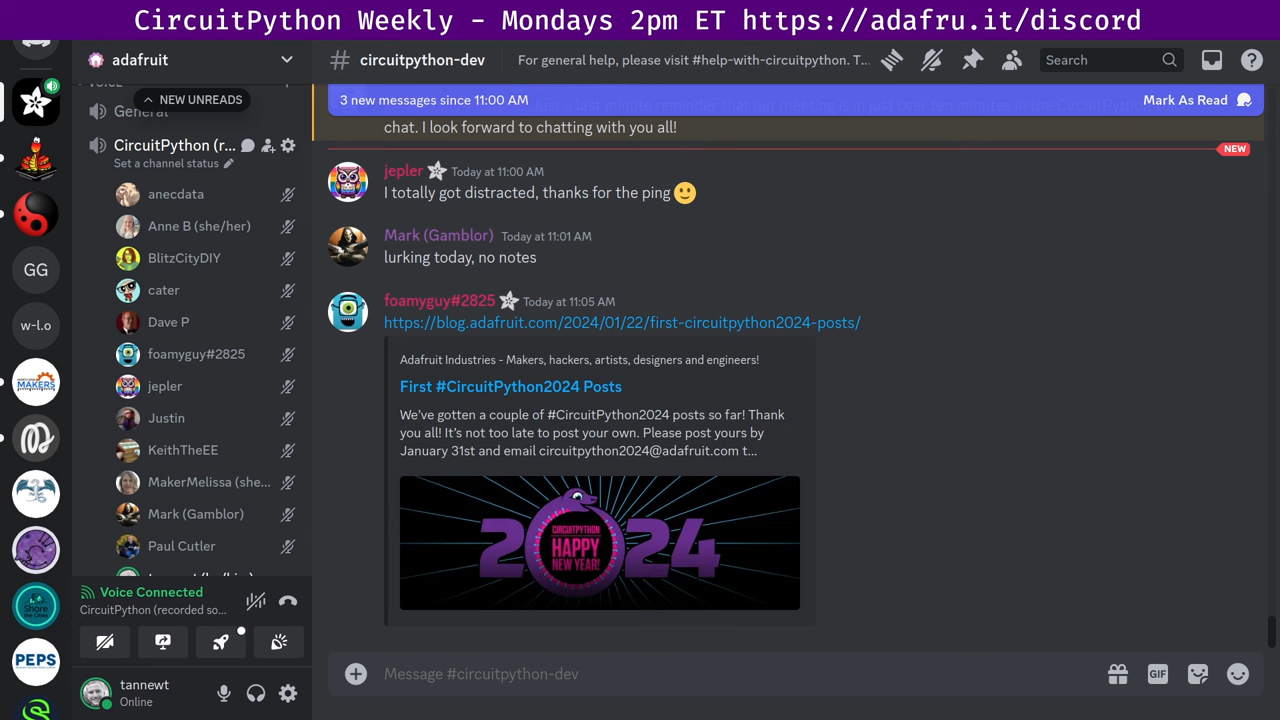 CircuitPython Weekly - Mondays 2pm ET https://adafru.it/discord
adafruit
circuitpython-dev
For general help, please visit #help-with-circuitpython. T...
Search
NEW UNREADS
General
CircuitPython (r...
Set a channel status
anecdata
Anne B (she/her)
BlitzCityDIY
cater
Dave P
foamyguy#2825
jepler
Justin
KeithTheEE
MakerMelissa (she...
Mark (Gamblor)
Paul Cutler
GG
w-l.o
MAKERS
Share
PEPS
Voice Connected
CircuitPython (recorded so...
tannewt
Online
3 new messages since 11:00 AM
Mark As Read
chat. I look forward to chatting with you all!
NEW
jepler Today at 11:00 AM
I totally got distracted, thanks for the ping
Mark (Gamblor) Today at 11:01 AM
lurking today, no notes
foamyguy#2825 Today at 11:05 AM
https://blog.adafruit.com/2024/01/22/first-circuitpython2024-posts/
Adafruit Industries - Makers, hackers, artists, designers and engineers!
First #CircuitPython2024 Posts
We've gotten a couple of #CircuitPython2024 posts so far! Thank
you all! It's not too late to post your own. Please post yours by
January 31st and email circuitpython2024@adafruit.com t...
2024
CIRCUITPYTHON
HAPPY
NEW YEAR!
Message #circuitpython-dev
GIF